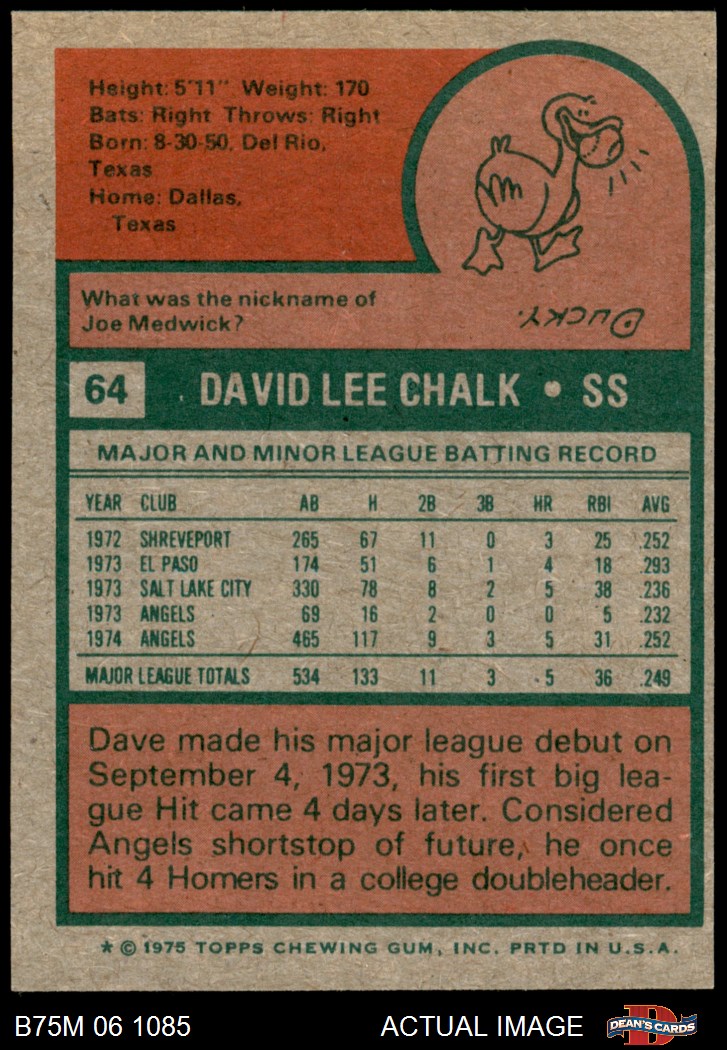 Height: 5'11" Weight: 170
Bats: Right Throws: Right
Born: 8-30-50, Del Rio,
Texas
Home: Dallas,
Texas
What was the nickname of
Joe Medwick?
DUCKY.
64 DAVID LEE CHALK • SS
MAJOR AND MINOR LEAGUE BATTING RECORD
YEAR CLUB AB H 2B 3B HR RBI AVG
1972 SHREVEPORT 265 67 11 0 3 25 .252
1973 EL PASO 174 51 6 1 4 18 .293
1973 SALT LAKE CITY 330 78 8 2 5 38 .236
1973 ANGELS 69 16 2 0 0 5 .232
1974 ANGELS 465 117 9 3 5 31 .252
MAJOR LEAGUE TOTALS 534 133 11 3 5 36 .249
Dave made his major league debut on
September 4, 1973, his first big lea-
gue Hit came 4 days later. Considered
Angels shortstop of future, he once
hit 4 Homers in a college doubleheader.
* © 1975 TOPPS CHEWING GUM, INC. PRTD IN U.S.A.
B75M 06 1085 ACTUAL IMAGE D DEAN'S CARDS